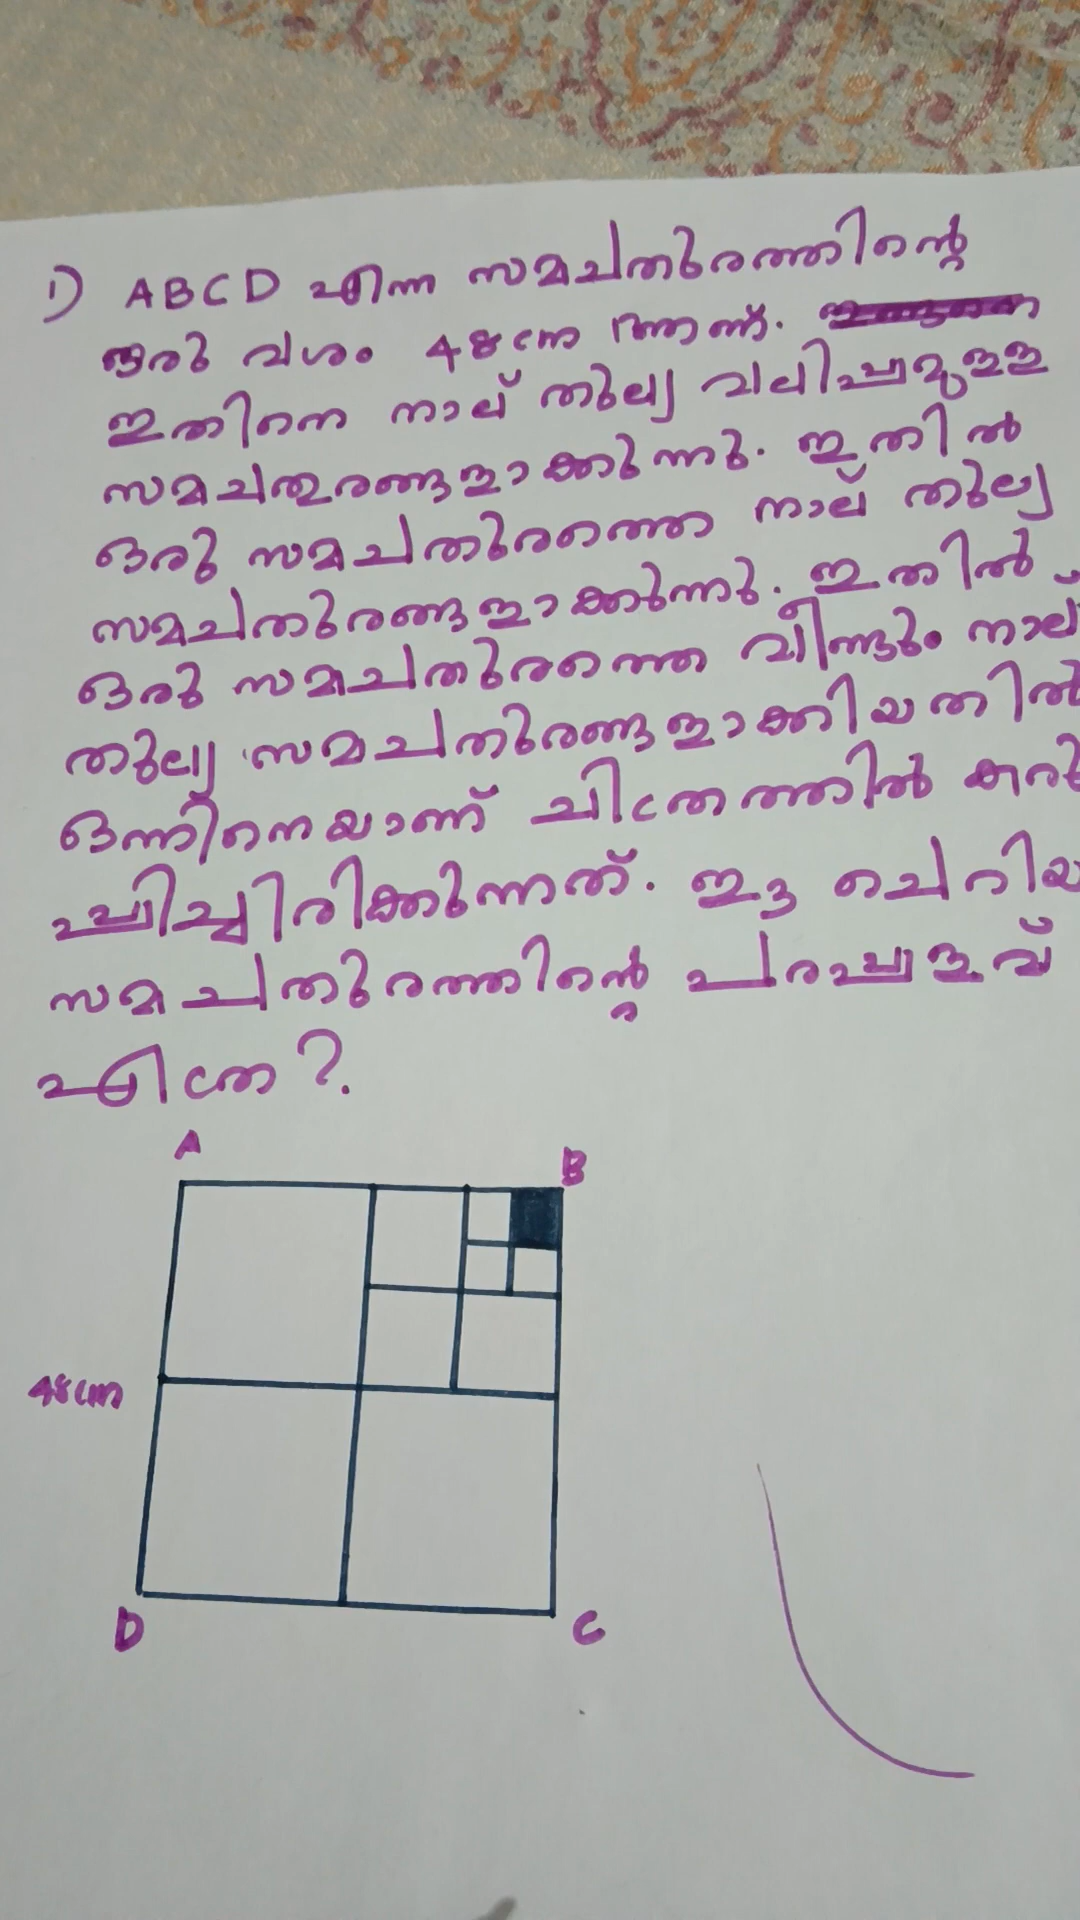 1) ABCD എന്ന സമചതുരത്തിന്റെ
ഒരു വശം 48cm ആണ്.
ഇതിനെ നാല് തുല്യ വലിപ്പമുള്ള
സമചതുരങ്ങളാക്കുന്നു. ഇതിൽ
ഒരു സമചതുരത്തെ നാല് തുല്യ
സമചതുരങ്ങളാക്കുന്നു. ഇതിൽ
ഒരു സമചതുരത്തെ വീണ്ടും നാല്
തുല്യ സമചതുരങ്ങളാക്കിയതിൽ
ഒന്നിനെയാണ് ചിത്രത്തിൽ കറു
പ്പിച്ചിരിക്കുന്നത്. ഈ ചെറിയ
സമചതുരത്തിന്റെ പരപ്പളവ്
എത്ര?.
A
B
48cm
D
C